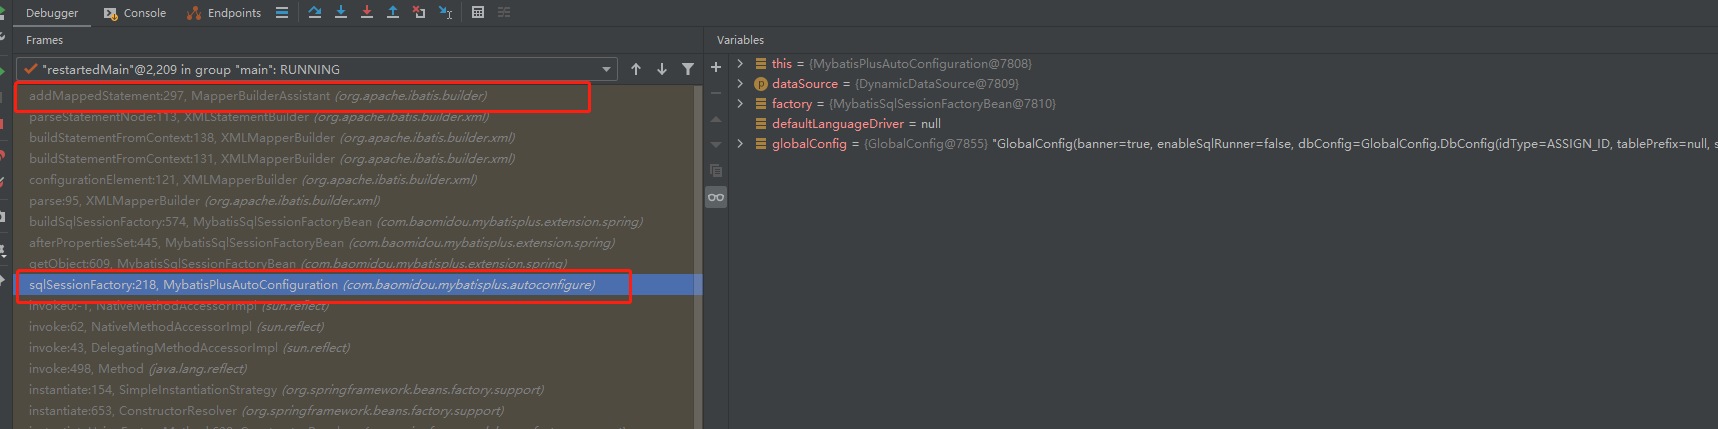 Debugger Console Endpoints
Frames
"restartedMain"@2,209 in group "main": RUNNING
addMappedStatement:297, MapperBuilderAssistant (org.apache.ibatis.builder)
parseStatementNode:113, XMLStatementBuilder (org.apache.ibatis.builder.xml)
buildStatementFromContext:138, XMLMapperBuilder (org.apache.ibatis.builder.xml)
buildStatementFromContext:131, XMLMapperBuilder (org.apache.ibatis.builder.xml)
configurationElement:121, XMLMapperBuilder (org.apache.ibatis.builder.xml)
parse:95, XMLMapperBuilder (org.apache.ibatis.builder.xml)
buildSqlSessionFactory:574, MybatisSqlSessionFactoryBean (com.baomidou.mybatisplus.extension.spring)
afterPropertiesSet:445, MybatisSqlSessionFactoryBean (com.baomidou.mybatisplus.extension.spring)
getObject:609, MybatisSqlSessionFactoryBean (com.baomidou.mybatisplus.extension.spring)
sqlSessionFactory:218, MybatisPlusAutoConfiguration (com.baomidou.mybatisplus.autoconfigure)
invoke0:-1, NativeMethodAccessorImpl (sun.reflect)
invoke:62, NativeMethodAccessorImpl (sun.reflect)
invoke:43, DelegatingMethodAccessorImpl (sun.reflect)
invoke:498, Method (java.lang.reflect)
instantiate:154, SimpleInstantiationStrategy (org.springframework.beans.factory.support)
instantiate:653, ConstructorResolver (org.springframework.beans.factory.support)
Variables
this = {MybatisPlusAutoConfiguration@7808}
dataSource = {DynamicDataSource@7809}
factory = {MybatisSqlSessionFactoryBean@7810}
defaultLanguageDriver = null
globalConfig = {GlobalConfig@7855} "GlobalConfig(banner=true, enableSqlRunner=false, dbConfig=GlobalConfig.DbConfig(idType=ASSIGN_ID, tablePrefix=null, s